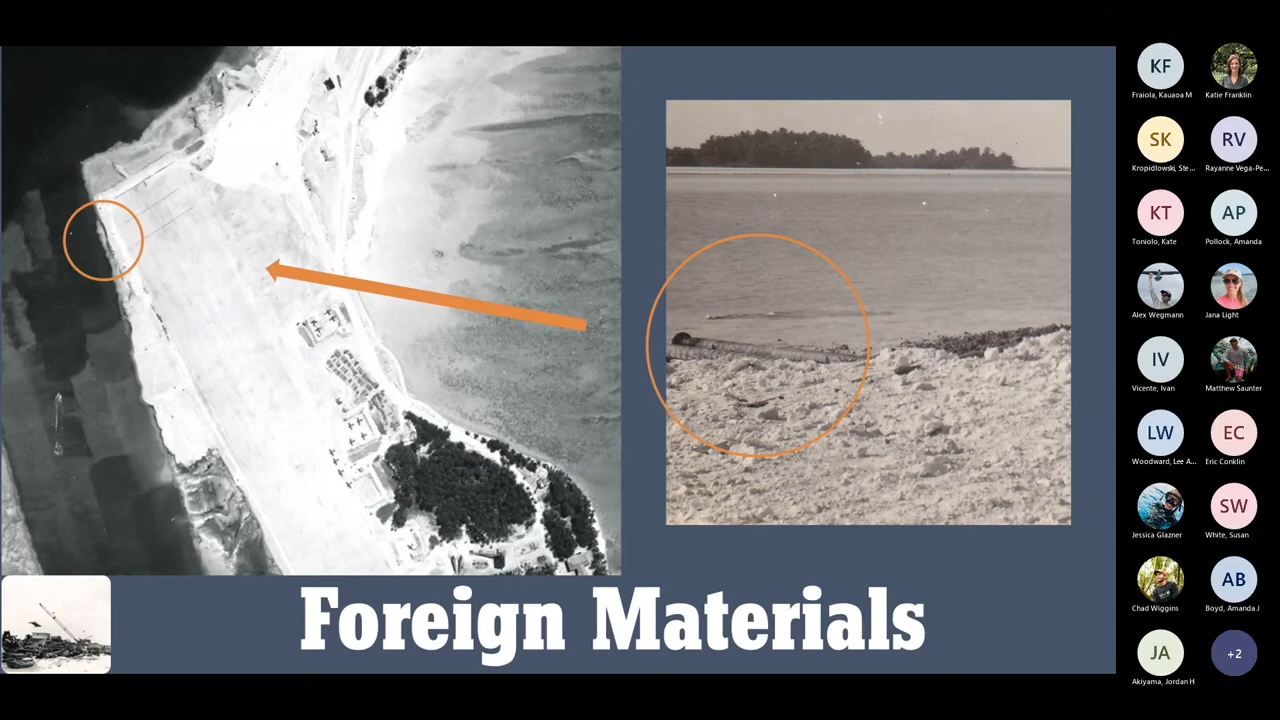 Foreign Materials
KF
Fraiola, Kauaoa M
Katie Franklin
SK
RV
Kropidlowski, Ste...
Rayanne Vega-Pe...
KT
AP
Toniolo, Kate
Pollock, Amanda
Alex Wegmann
Jana Light
IV
Vicente, Ivan
Matthew Saunter
LW
EC
Woodward, Lee A...
Eric Conklin
SW
Jessica Glazner
White, Susan
AB
Chad Wiggins
Boyd, Amanda J
JA
+2
Akiyama, Jordan H